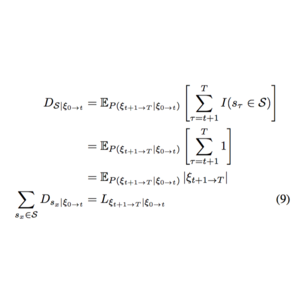 D_{\mathcal{S}|\xi_{0\to t}} = \mathbb{E}_{P(\xi_{t+1\to T}|\xi_{0\to t})} \left[ \sum_{\tau=t+1}^{T} I(s_\tau \in \mathcal{S}) \right]
= \mathbb{E}_{P(\xi_{t+1\to T}|\xi_{0\to t})} \left[ \sum_{\tau=t+1}^{T} 1 \right]
= \mathbb{E}_{P(\xi_{t+1\to T}|\xi_{0\to t})} |\xi_{t+1\to T}|
\sum_{s_x \in \mathcal{S}} D_{s_x|\xi_{0\to t}} = L_{\xi_{t+1\to T}|\xi_{0\to t}} (9)